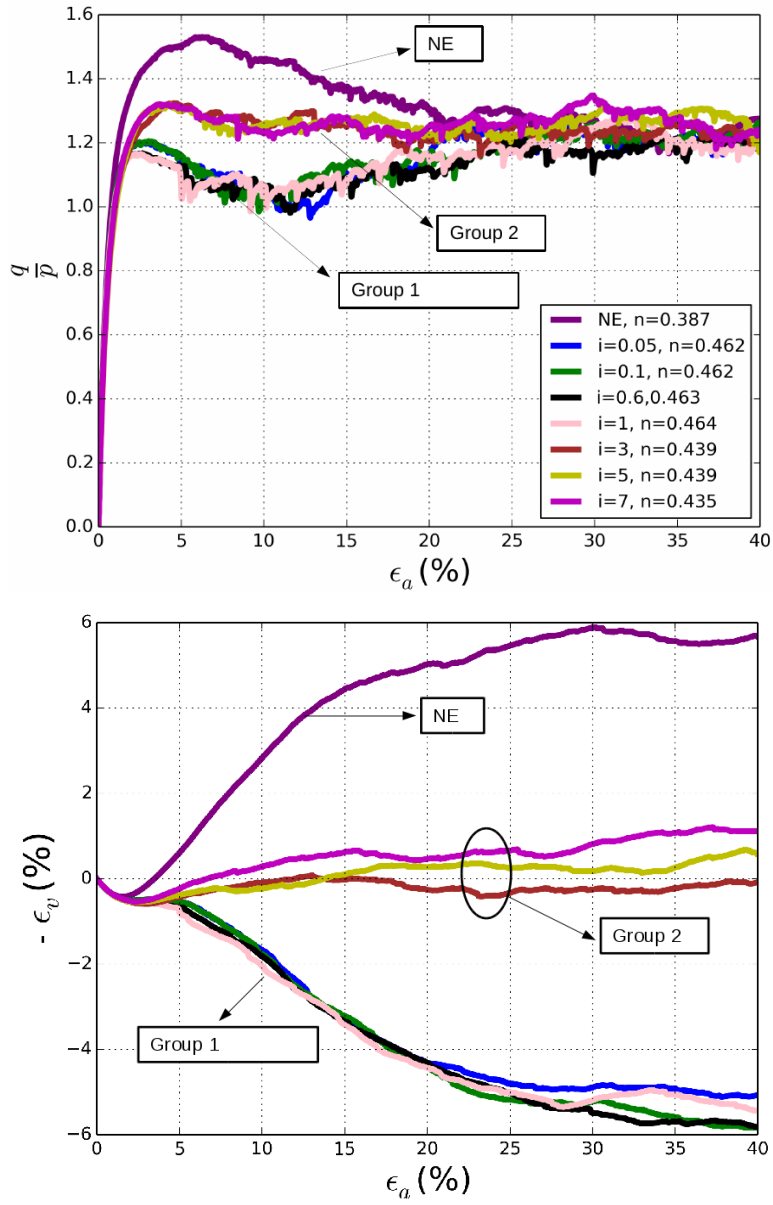 1.6
1.4
1.2
1.0
0.8
0.6
0.4
0.2
0.0
q
p̅
NE
Group 2
Group 1
NE, n=0.387
i=0.05, n=0.462
i=0.1, n=0.462
i=0.6,0.463
i=1, n=0.464
i=3, n=0.439
i=5, n=0.439
i=7, n=0.435
0 5 10 15 20 25 30 35 40
ϵₐ(%)
6
4
2
0
−2
−4
−6
- ϵᵥ (%)
NE
Group 2
Group 1
0 5 10 15 20 25 30 35 40
ϵₐ(%)